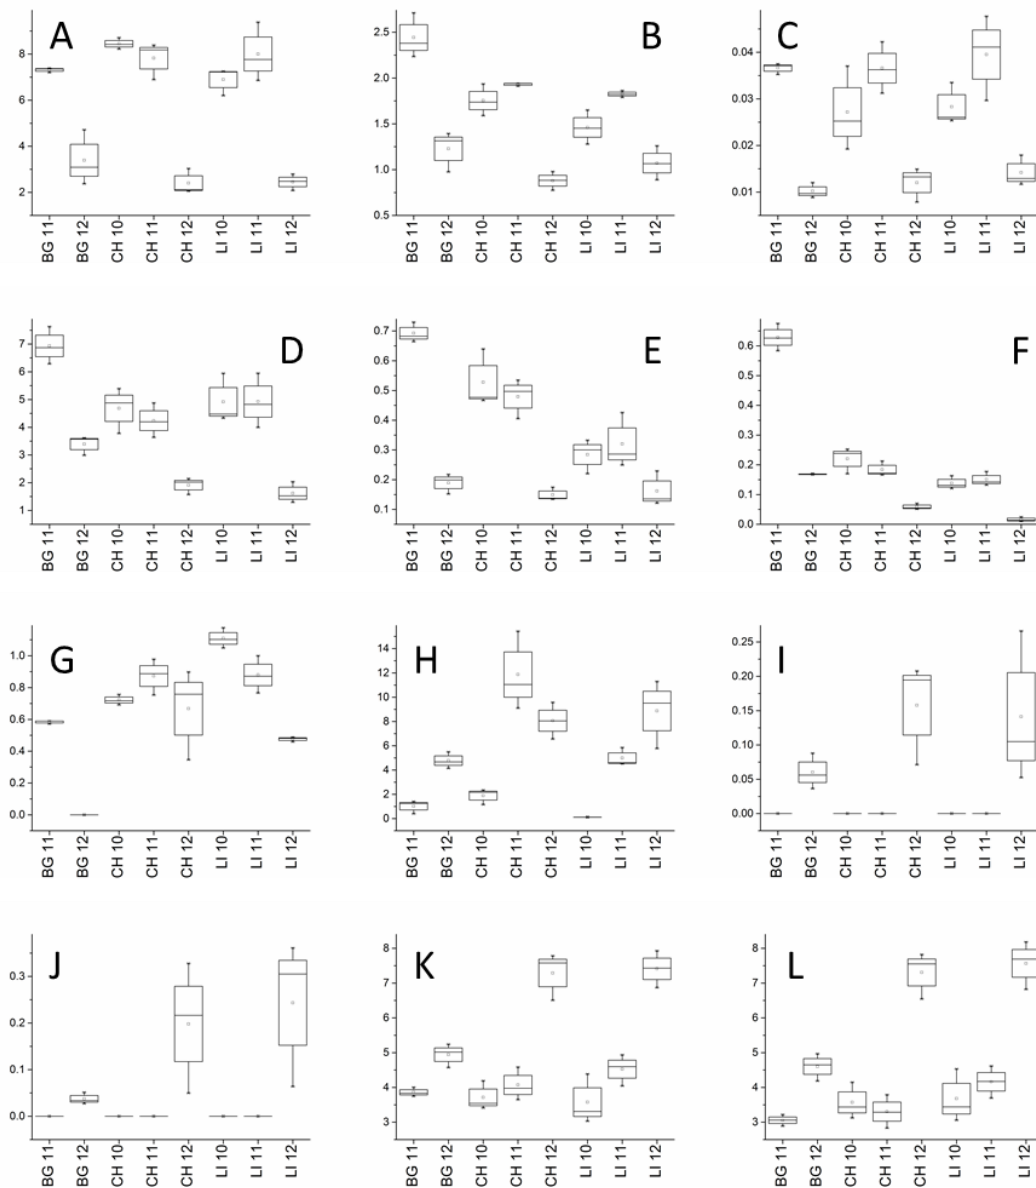 A
8
6
4
2
BG 11
BG 12
CH 10
CH 11
CH 12
LI 10
LI 11
LI 12
B
2.5
2.0
1.5
1.0
0.5
BG 11
BG 12
CH 10
CH 11
CH 12
LI 10
LI 11
LI 12
C
0.04
0.03
0.02
0.01
BG 11
BG 12
CH 10
CH 11
CH 12
LI 10
LI 11
LI 12
D
7
6
5
4
3
2
1
BG 11
BG 12
CH 10
CH 11
CH 12
LI 10
LI 11
LI 12
E
0.7
0.6
0.5
0.4
0.3
0.2
0.1
BG 11
BG 12
CH 10
CH 11
CH 12
LI 10
LI 11
LI 12
F
0.6
0.5
0.4
0.3
0.2
0.1
0.0
BG 11
BG 12
CH 10
CH 11
CH 12
LI 10
LI 11
LI 12
G
1.0
0.8
0.6
0.4
0.2
0.0
BG 11
BG 12
CH 10
CH 11
CH 12
LI 10
LI 11
LI 12
H
14
12
10
8
6
4
2
0
BG 11
BG 12
CH 10
CH 11
CH 12
LI 10
LI 11
LI 12
I
0.25
0.20
0.15
0.10
0.05
0.00
BG 11
BG 12
CH 10
CH 11
CH 12
LI 10
LI 11
LI 12
J
0.3
0.2
0.1
0.0
BG 11
BG 12
CH 10
CH 11
CH 12
LI 10
LI 11
LI 12
K
8
7
6
5
4
3
BG 11
BG 12
CH 10
CH 11
CH 12
LI 10
LI 11
LI 12
L
8
7
6
5
4
3
BG 11
BG 12
CH 10
CH 11
CH 12
LI 10
LI 11
LI 12